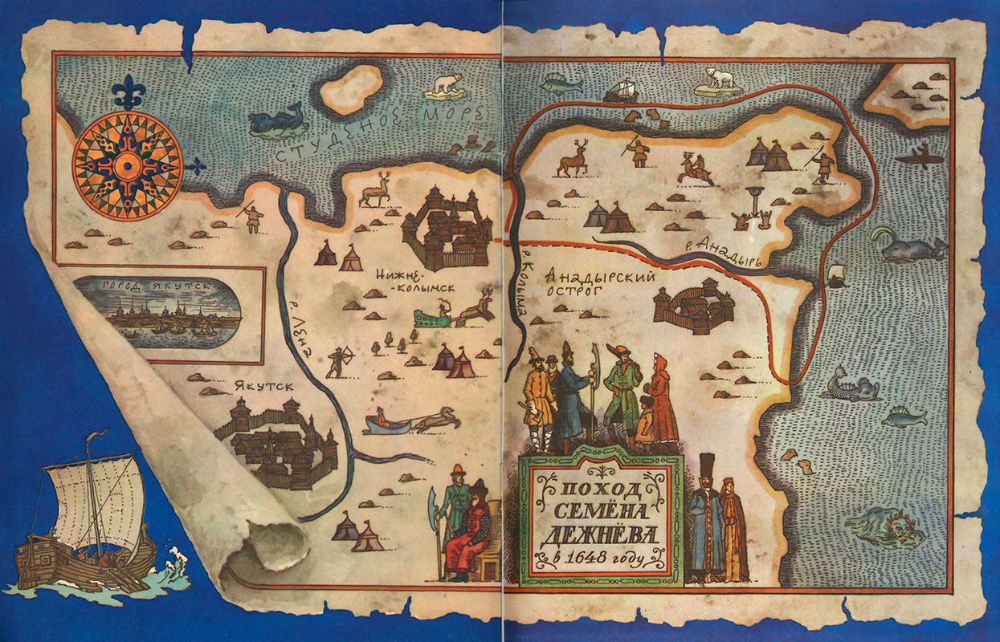 СТУДЕНОЕ МОРЕ
ГОРОД ЯКУТСК
р. Лена
Якутск
Нижне-
-колымск
р. Колыма
р. Анадырь
Анадырский
острог
ПОХОД
СЕМЁНА
ДЕЖНЁВА
в 1648 году